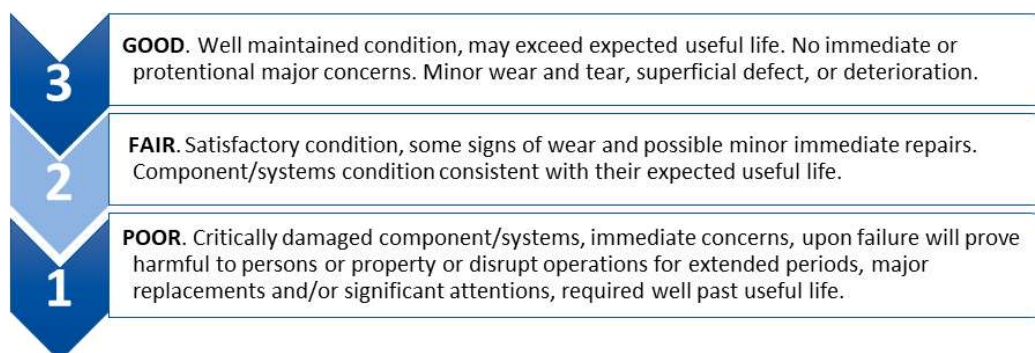 3
GOOD. Well maintained condition, may exceed expected useful life. No immediate or
protentional major concerns. Minor wear and tear, superficial defect, or deterioration.
2
FAIR. Satisfactory condition, some signs of wear and possible minor immediate repairs.
Component/systems condition consistent with their expected useful life.
1
POOR. Critically damaged component/systems, immediate concerns, upon failure will prove
harmful to persons or property or disrupt operations for extended periods, major
replacements and/or significant attentions, required well past useful life.